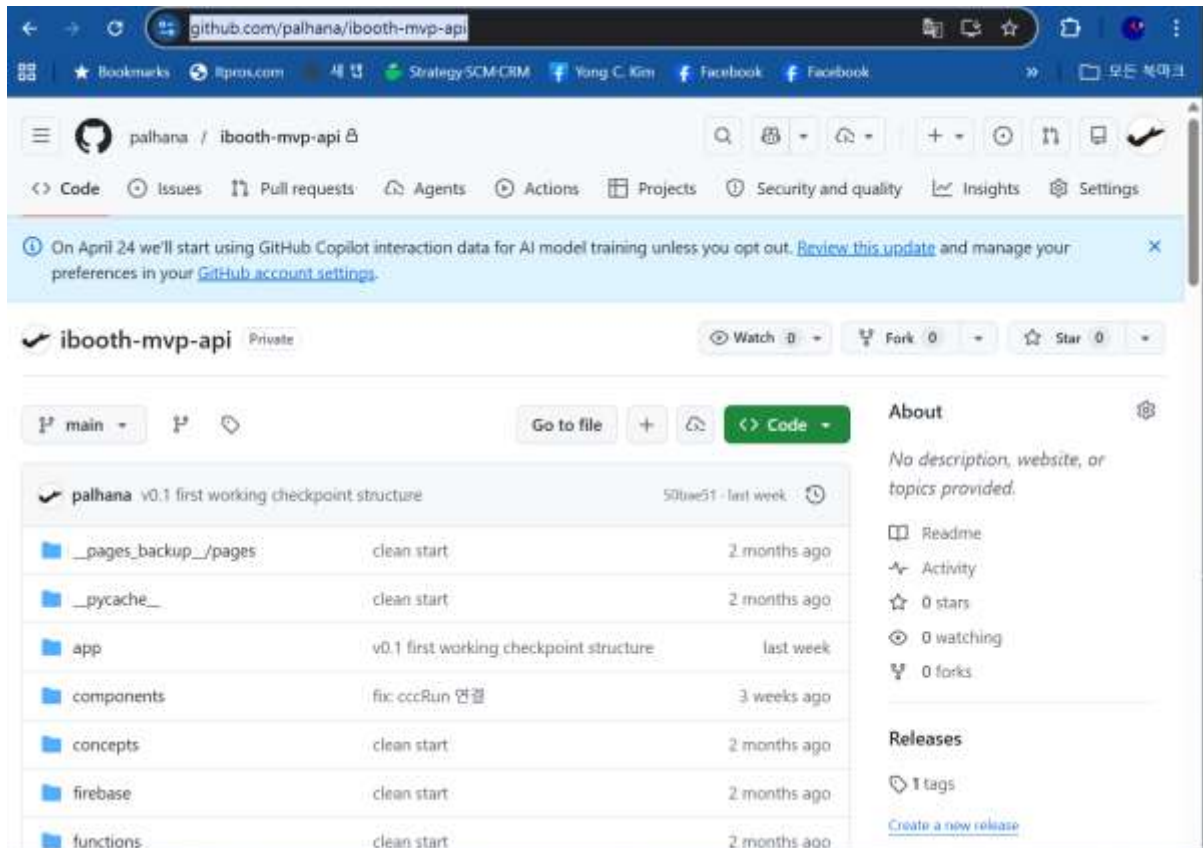 github.com/palhana/ibooth-mvp-api
Bookmarks Itpros.com 새 탭 Strategy-SCM-CRM Yong C. Kim Facebook Facebook » 모든 북마크
palhana / ibooth-mvp-api
Code Issues Pull requests Agents Actions Projects Security and quality Insights Settings
On April 24 we'll start using GitHub Copilot interaction data for AI model training unless you opt out. Review this update and manage your
preferences in your GitHub account settings.
ibooth-mvp-api Private Watch 0 Fork 0 Star 0
main Go to file Code
palhana v0.1 first working checkpoint structure 50bae51 · last week
__pages_backup__/pages clean start 2 months ago
__pycache__ clean start 2 months ago
app v0.1 first working checkpoint structure last week
components fix: cccRun 연결 3 weeks ago
concepts clean start 2 months ago
firebase clean start 2 months ago
functions clean start 2 months ago
About
No description, website, or
topics provided.
Readme
Activity
0 stars
0 watching
0 forks
Releases
1 tags
Create a new release